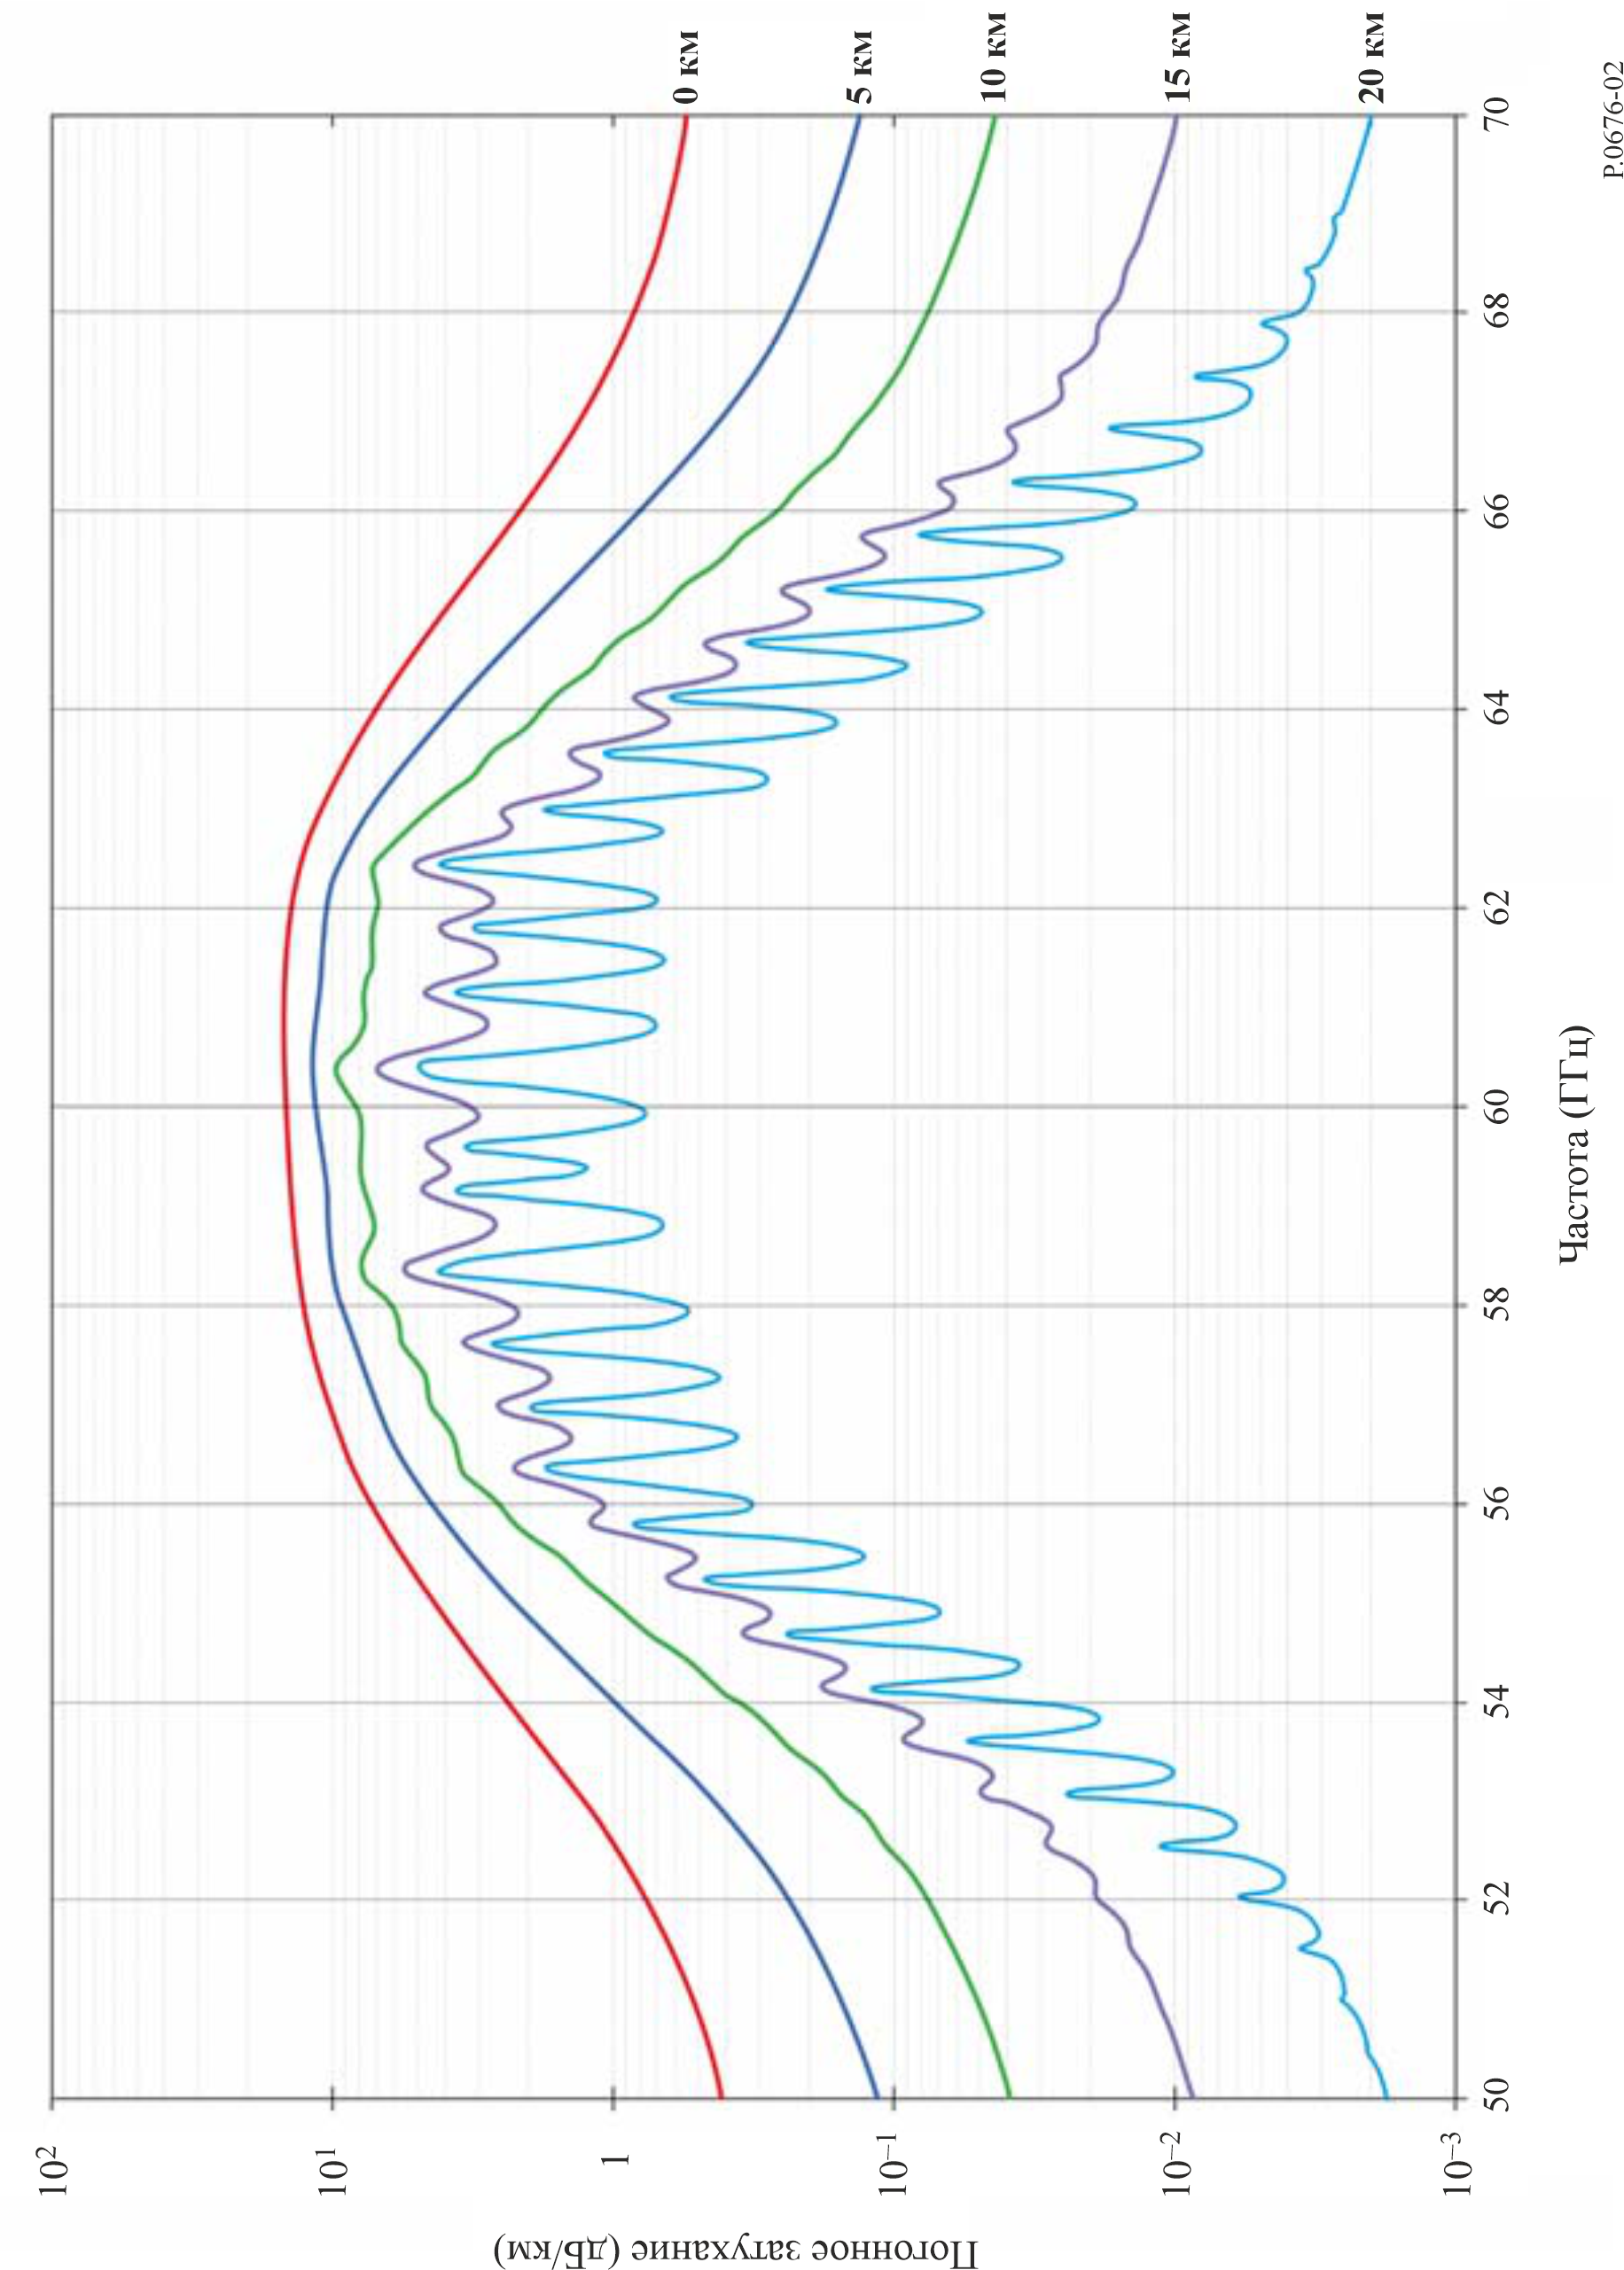 10²
10¹
1
10⁻¹
10⁻²
10⁻³
Погонное затухание (дБ/км)
50
52
54
56
58
60
62
64
66
68
70
Частота (ГГц)
0 км
5 км
10 км
15 км
20 км
P.0676-02